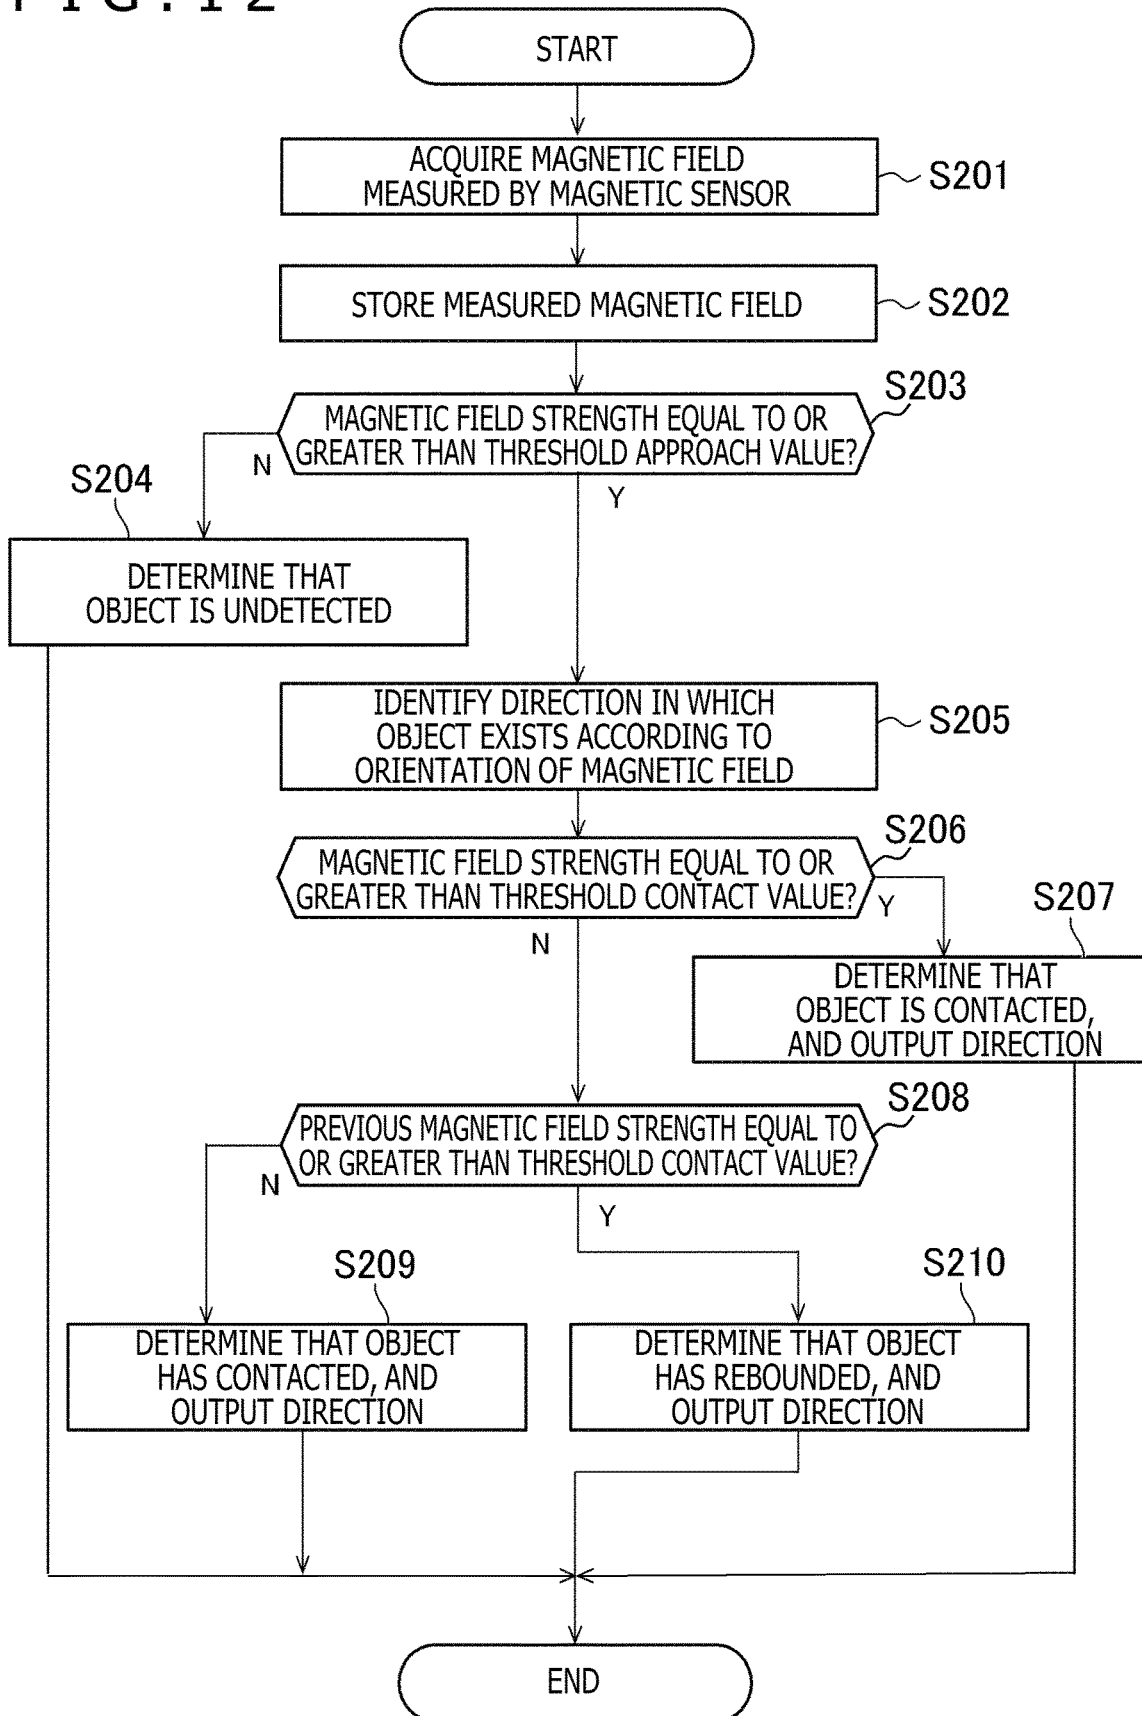 FIG.12
START
ACQUIRE MAGNETIC FIELD
MEASURED BY MAGNETIC SENSOR
S201
STORE MEASURED MAGNETIC FIELD
S202
S203
MAGNETIC FIELD STRENGTH EQUAL TO OR
GREATER THAN THRESHOLD APPROACH VALUE?
N
Y
S204
DETERMINE THAT
OBJECT IS UNDETECTED
IDENTIFY DIRECTION IN WHICH
OBJECT EXISTS ACCORDING TO
ORIENTATION OF MAGNETIC FIELD
S205
S206
MAGNETIC FIELD STRENGTH EQUAL TO OR
GREATER THAN THRESHOLD CONTACT VALUE?
Y
N
S207
DETERMINE THAT
OBJECT IS CONTACTED,
AND OUTPUT DIRECTION
S208
PREVIOUS MAGNETIC FIELD STRENGTH EQUAL TO
OR GREATER THAN THRESHOLD CONTACT VALUE?
N
Y
S209
DETERMINE THAT OBJECT
HAS CONTACTED, AND
OUTPUT DIRECTION
S210
DETERMINE THAT OBJECT
HAS REBOUNDED, AND
OUTPUT DIRECTION
END